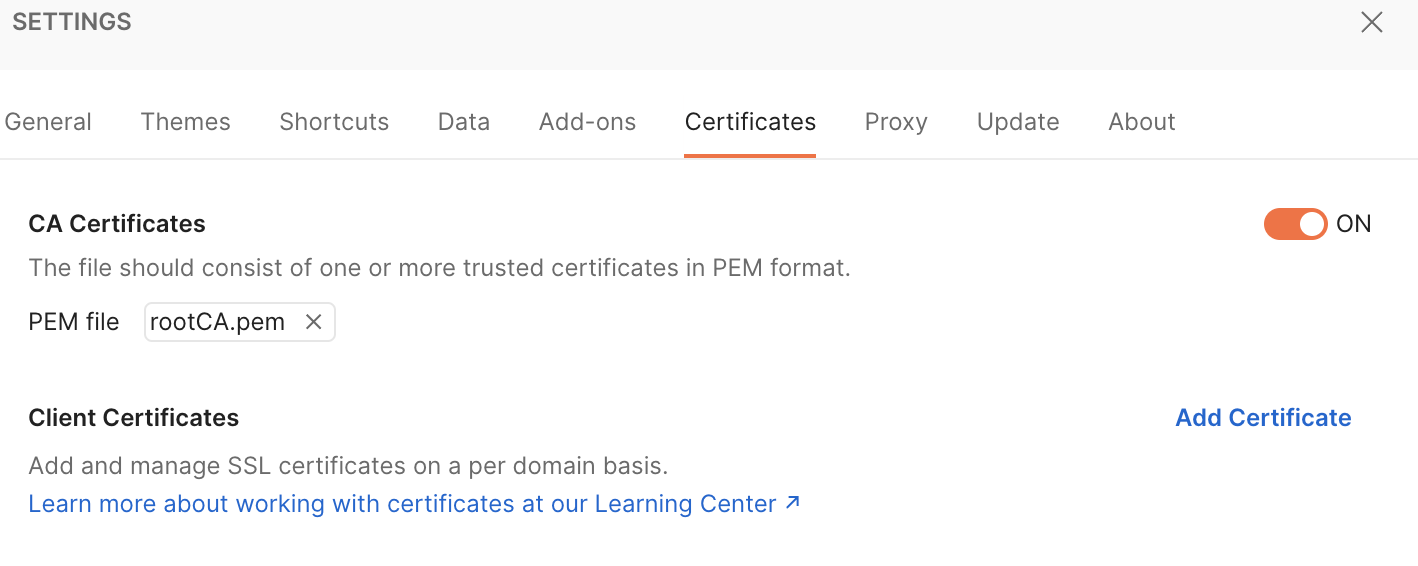 SETTINGS
General Themes Shortcuts Data Add-ons Certificates Proxy Update About
CA Certificates ON
The file should consist of one or more trusted certificates in PEM format.
PEM file rootCA.pem
Client Certificates Add Certificate
Add and manage SSL certificates on a per domain basis.
Learn more about working with certificates at our Learning Center ↗